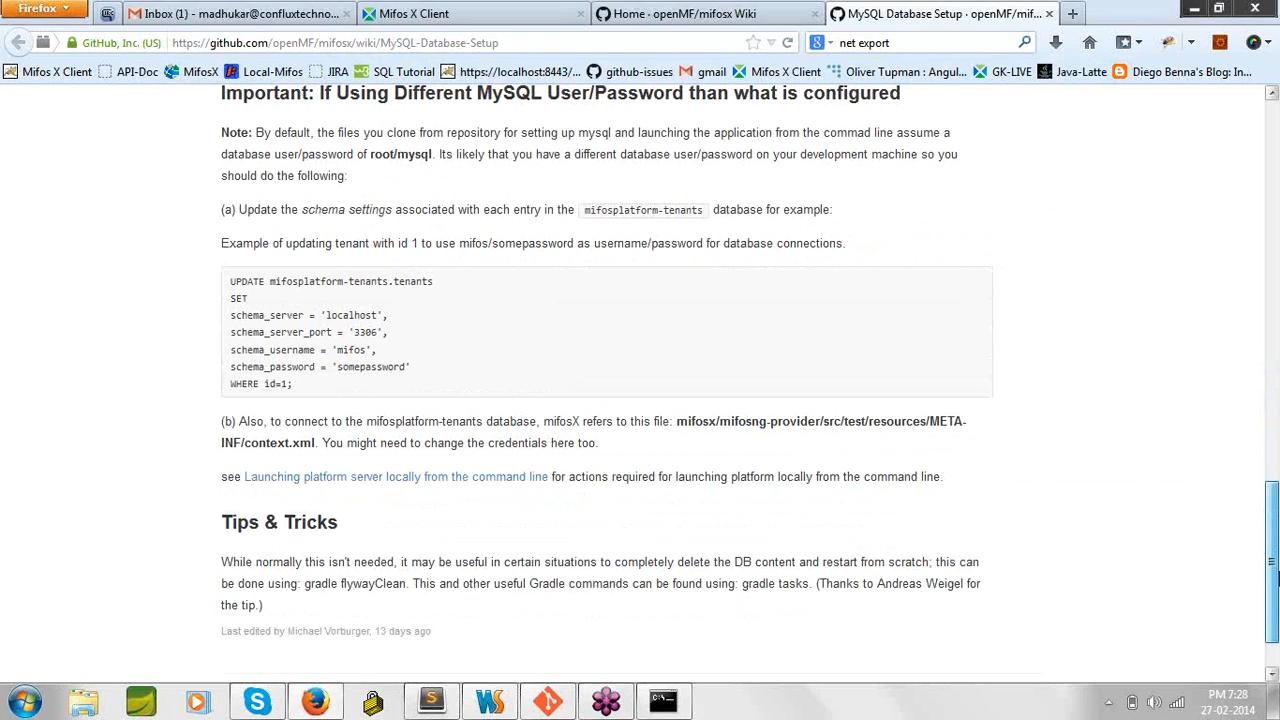 Firefox
Inbox (1) - madhukar@confluxtechno...
Mifos X Client
Home · openMF/mifosx Wiki
MySQL Database Setup · openMF/mif...
GitHub, Inc. (US)
https://github.com/openMF/mifosx/wiki/MySQL-Database-Setup
net export
Mifos X Client
API-Doc
MifosX
Local-Mifos
JIRA
SQL Tutorial
https://localhost:8443/...
github-issues
gmail
Mifos X Client
Oliver Tupman : Angul...
GK-LIVE
Java-Latte
Diego Benna's Blog: In...
Important: If Using Different MySQL User/Password than what is configured
Note: By default, the files you clone from repository for setting up mysql and launching the application from the commad line assume a
database user/password of root/mysql. Its likely that you have a different database user/password on your development machine so you
should do the following:
(a) Update the schema settings associated with each entry in the mifosplatform-tenants database for example:
Example of updating tenant with id 1 to use mifos/somepassword as username/password for database connections.
UPDATE mifosplatform-tenants.tenants
SET
schema_server = 'localhost',
schema_server_port = '3306',
schema_username = 'mifos',
schema_password = 'somepassword'
WHERE id=1;
(b) Also, to connect to the mifosplatform-tenants database, mifosX refers to this file: mifosx/mifosng-provider/src/test/resources/META-
INF/context.xml. You might need to change the credentials here too.
see Launching platform server locally from the command line for actions required for launching platform locally from the command line.
Tips & Tricks
While normally this isn't needed, it may be useful in certain situations to completely delete the DB content and restart from scratch; this can
be done using: gradle flywayClean. This and other useful Gradle commands can be found using: gradle tasks. (Thanks to Andreas Weigel for
the tip.)
Last edited by Michael Vorburger, 13 days ago
PM 7:28
27-02-2014